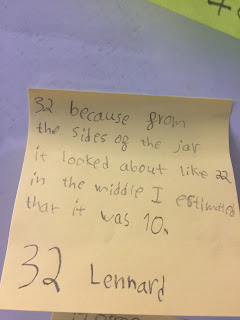 32 because from
the sides of the jar
it looked about like 22
in the middle I estimated
that it was 10.
32 Lennard